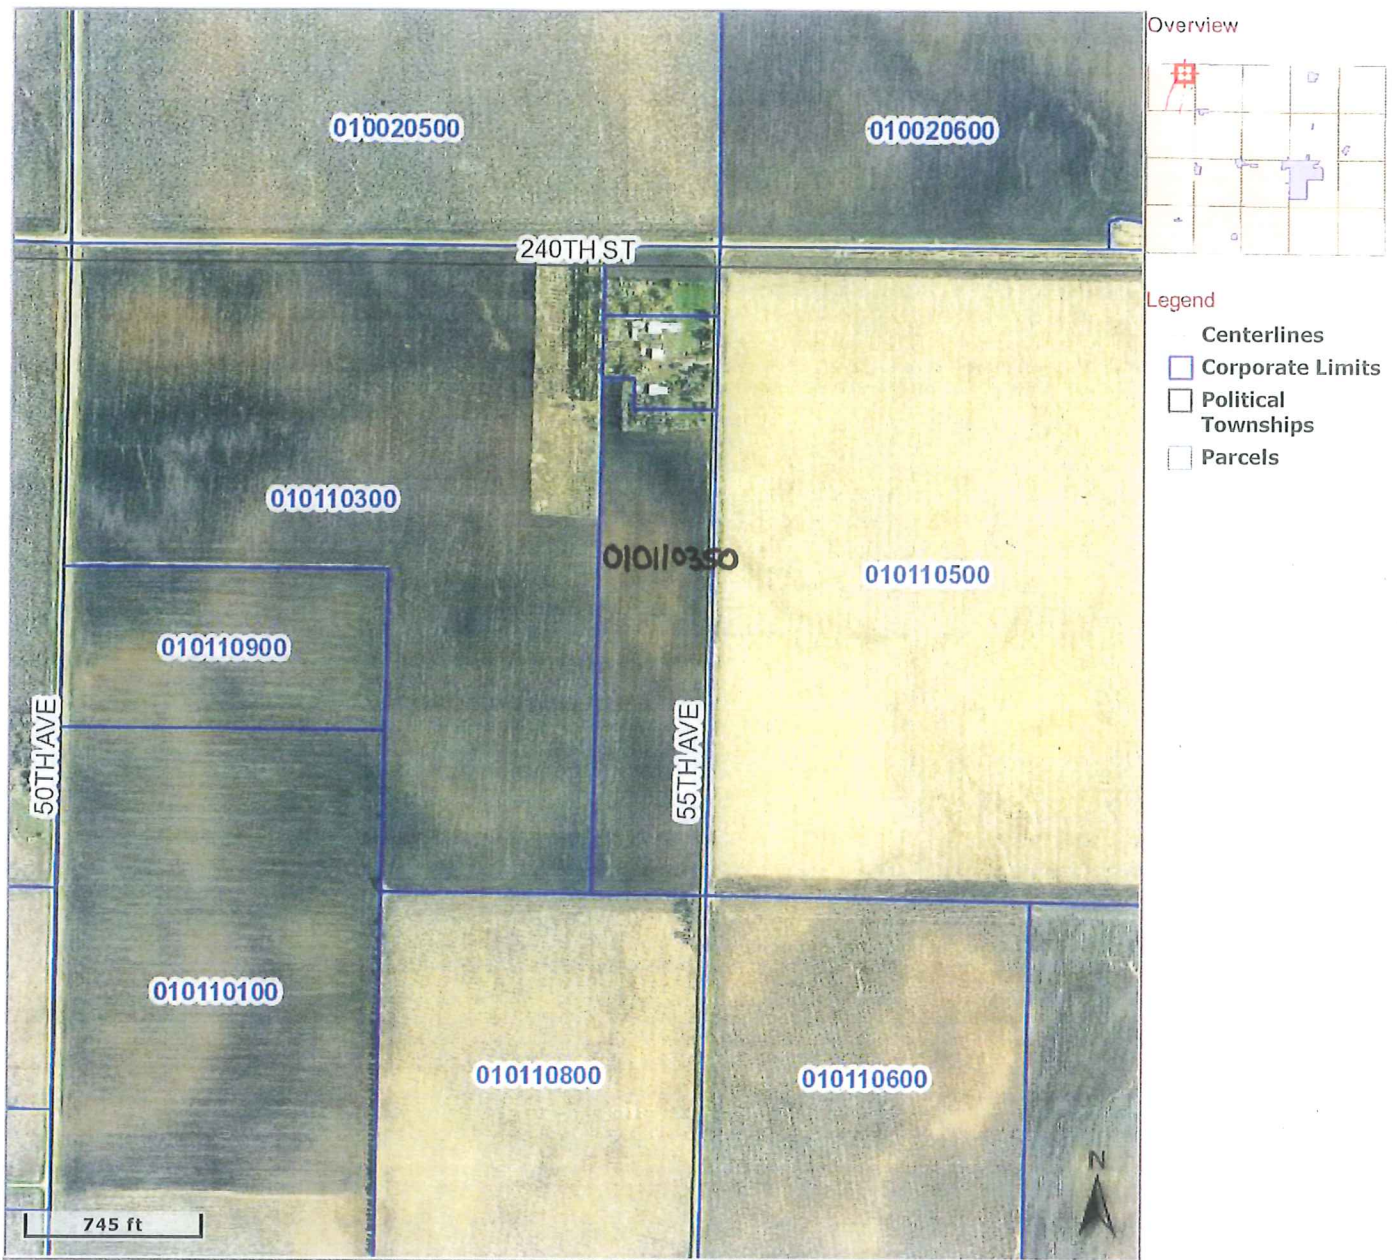 Overview
010020500
010020600
240TH ST
Legend
Centerlines
Corporate Limits
Political
Townships
Parcels
010110300
010110350
010110500
010110900
50TH AVE
55TH AVE
010110100
010110800
010110600
N
745 ft